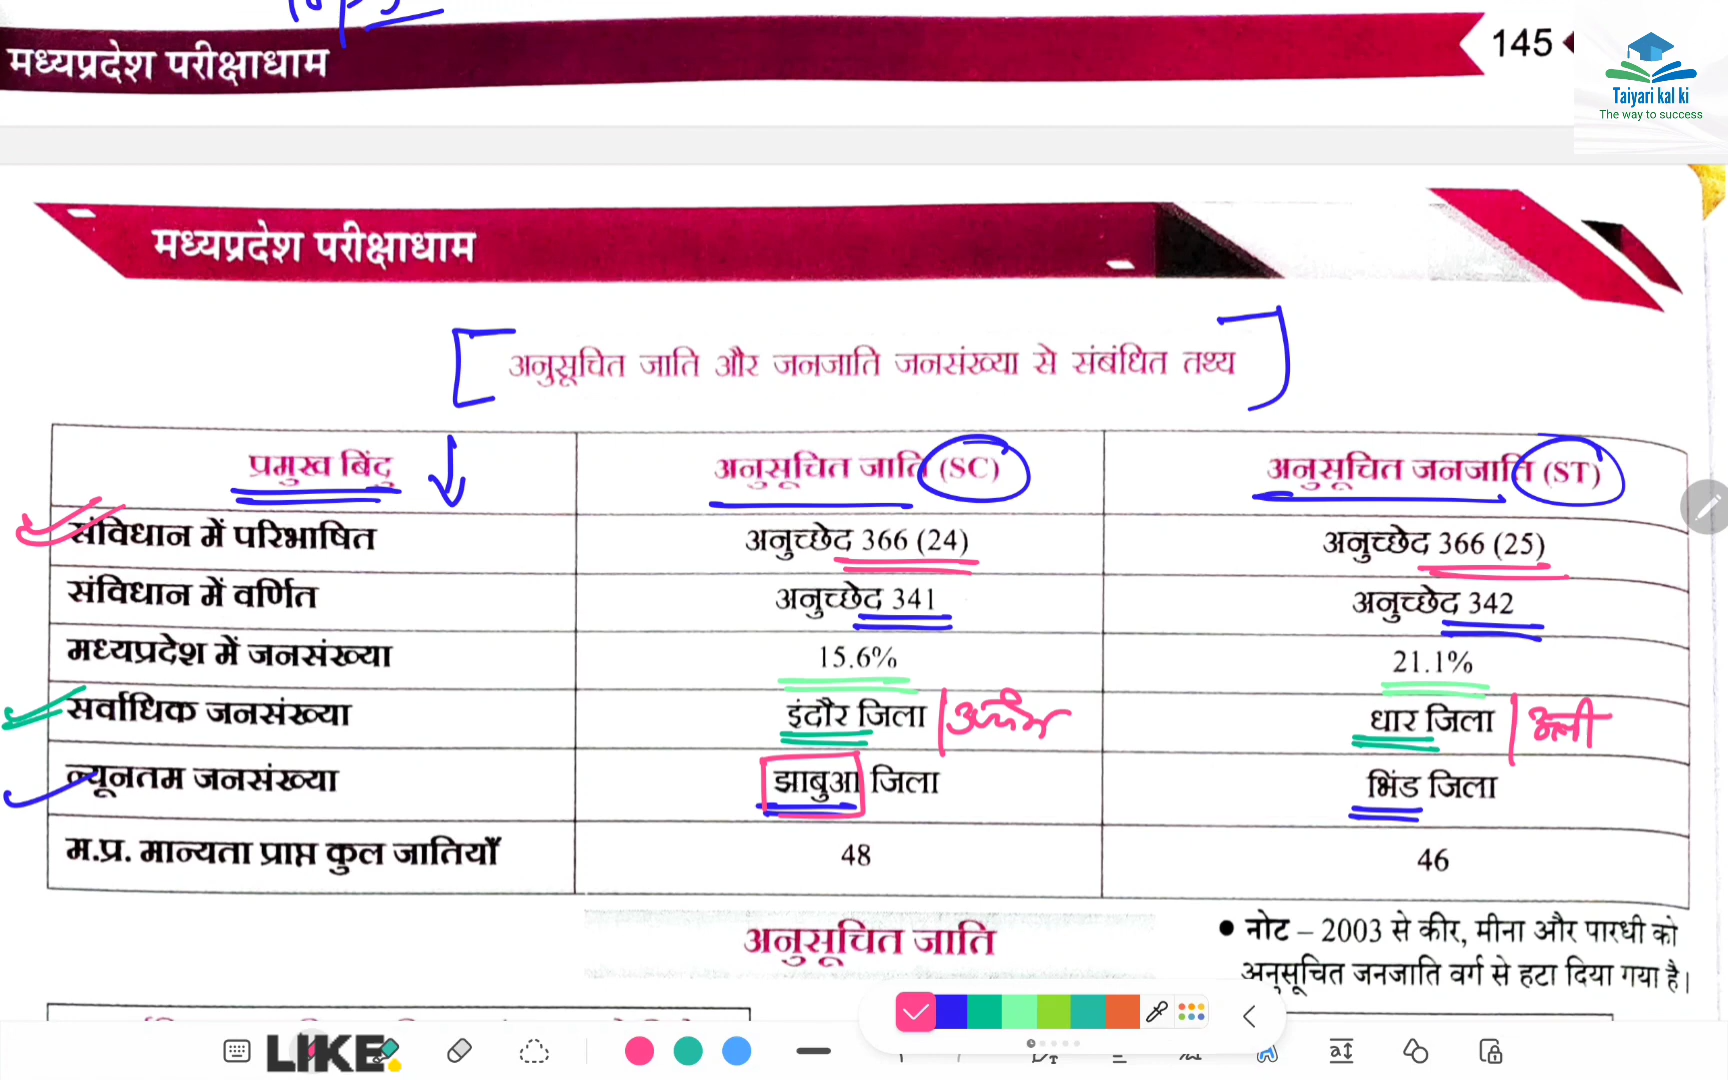 मध्यप्रदेश परीक्षाधाम
145
Taiyari kal ki
The way to success
मध्यप्रदेश परीक्षाधाम
अनुसूचित जाति और जनजाति जनसंख्या से संबंधित तथ्य
प्रमुख बिंदु अनुसूचित जाति (SC) अनुसूचित जनजाति (ST)
संविधान में परिभाषित अनुच्छेद 366 (24) अनुच्छेद 366 (25)
संविधान में वर्णित अनुच्छेद 341 अनुच्छेद 342
मध्यप्रदेश में जनसंख्या 15.6% 21.1%
सर्वाधिक जनसंख्या इंदौर जिला धार जिला
न्यूनतम जनसंख्या झाबुआ जिला भिंड जिला
म.प्र. मान्यता प्राप्त कुल जातियाँ 48 46
अनुसूचित जाति
● नोट – 2003 से कीर, मीना और पारधी को
अनुसूचित जनजाति वर्ग से हटा दिया गया है।
LIKE